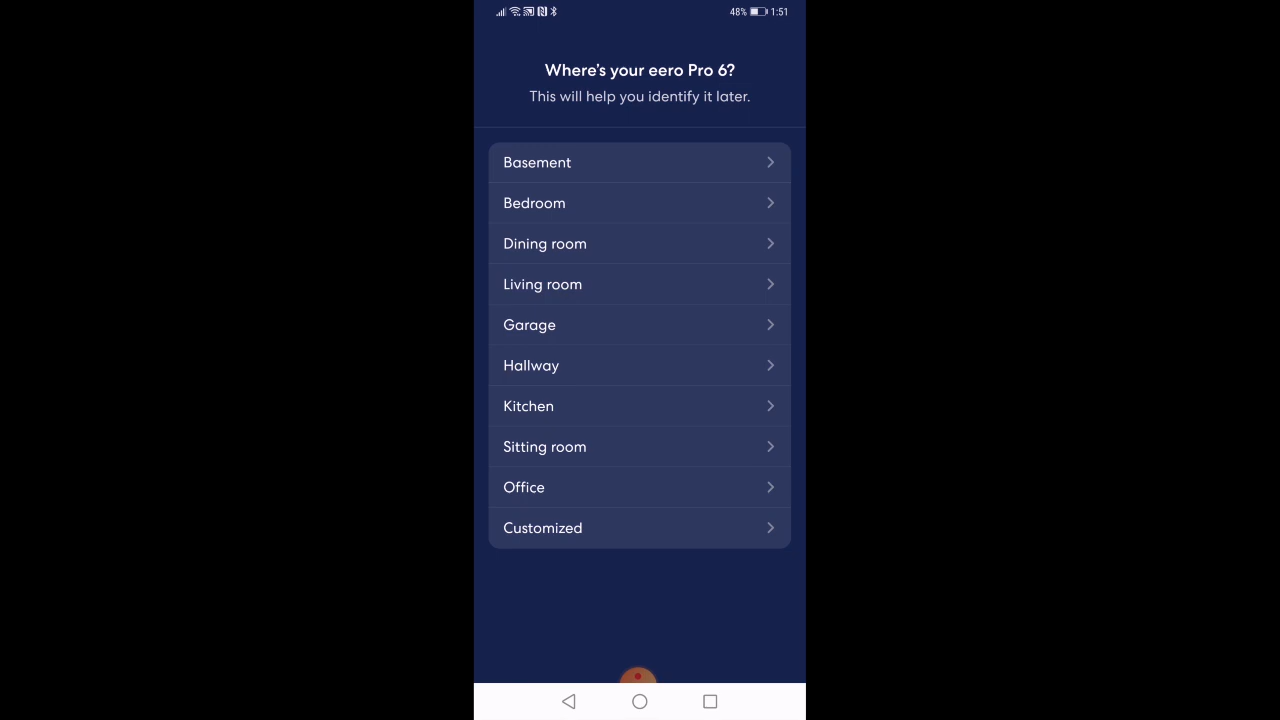 48% 1:51
Where's your eero Pro 6?
This will help you identify it later.
Basement
Bedroom
Dining room
Living room
Garage
Hallway
Kitchen
Sitting room
Office
Customized